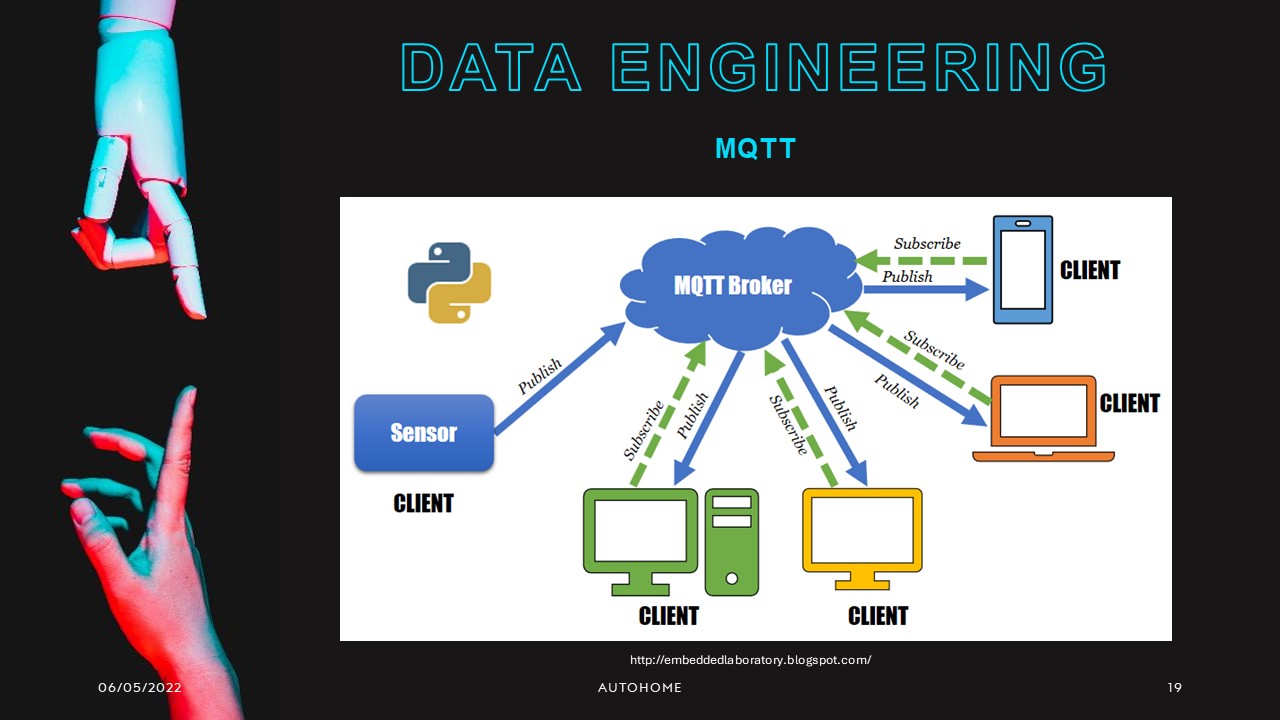 DATA ENGINEERING
MQTT
MQTT Broker
Subscribe
Publish
CLIENT
Subscribe
Publish
CLIENT
Publish
Sensor
CLIENT
Subscribe
Publish
CLIENT
Subscribe
Publish
CLIENT
http://embeddedlaboratory.blogspot.com/
06/05/2022
AUTOHOME
19